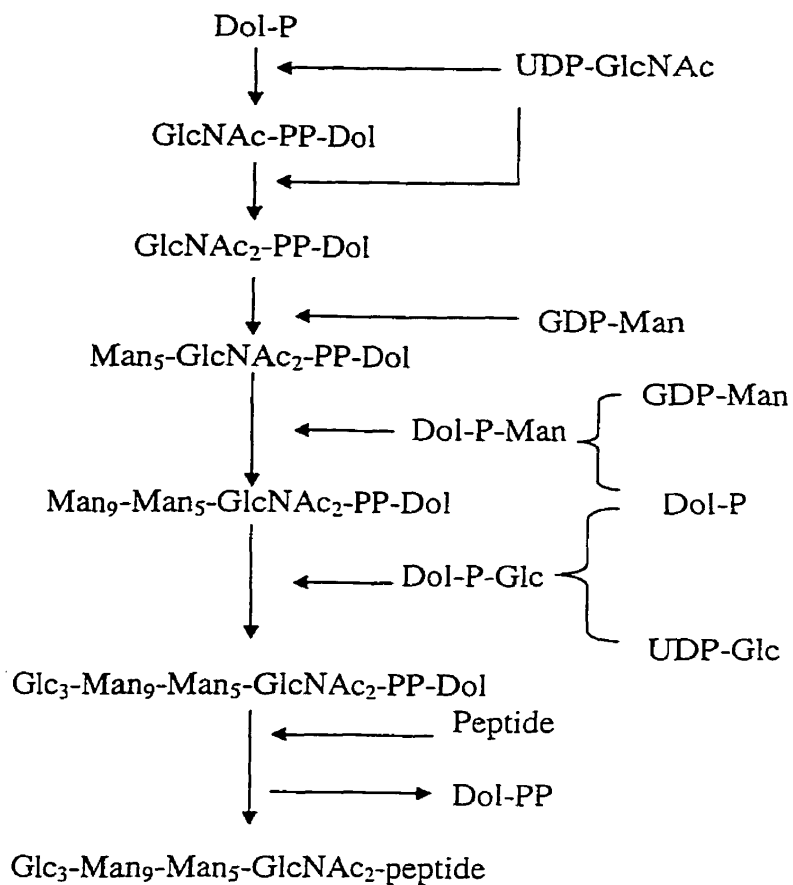 Dol-P
UDP-GlcNAc
GlcNAc-PP-Dol
GlcNAc₂-PP-Dol
GDP-Man
Man₅-GlcNAc₂-PP-Dol
GDP-Man
Dol-P-Man
Man₉-Man₅-GlcNAc₂-PP-Dol
Dol-P
Dol-P-Glc
UDP-Glc
Glc₃-Man₉-Man₅-GlcNAc₂-PP-Dol
Peptide
Dol-PP
Glc₃-Man₉-Man₅-GlcNAc₂-peptide